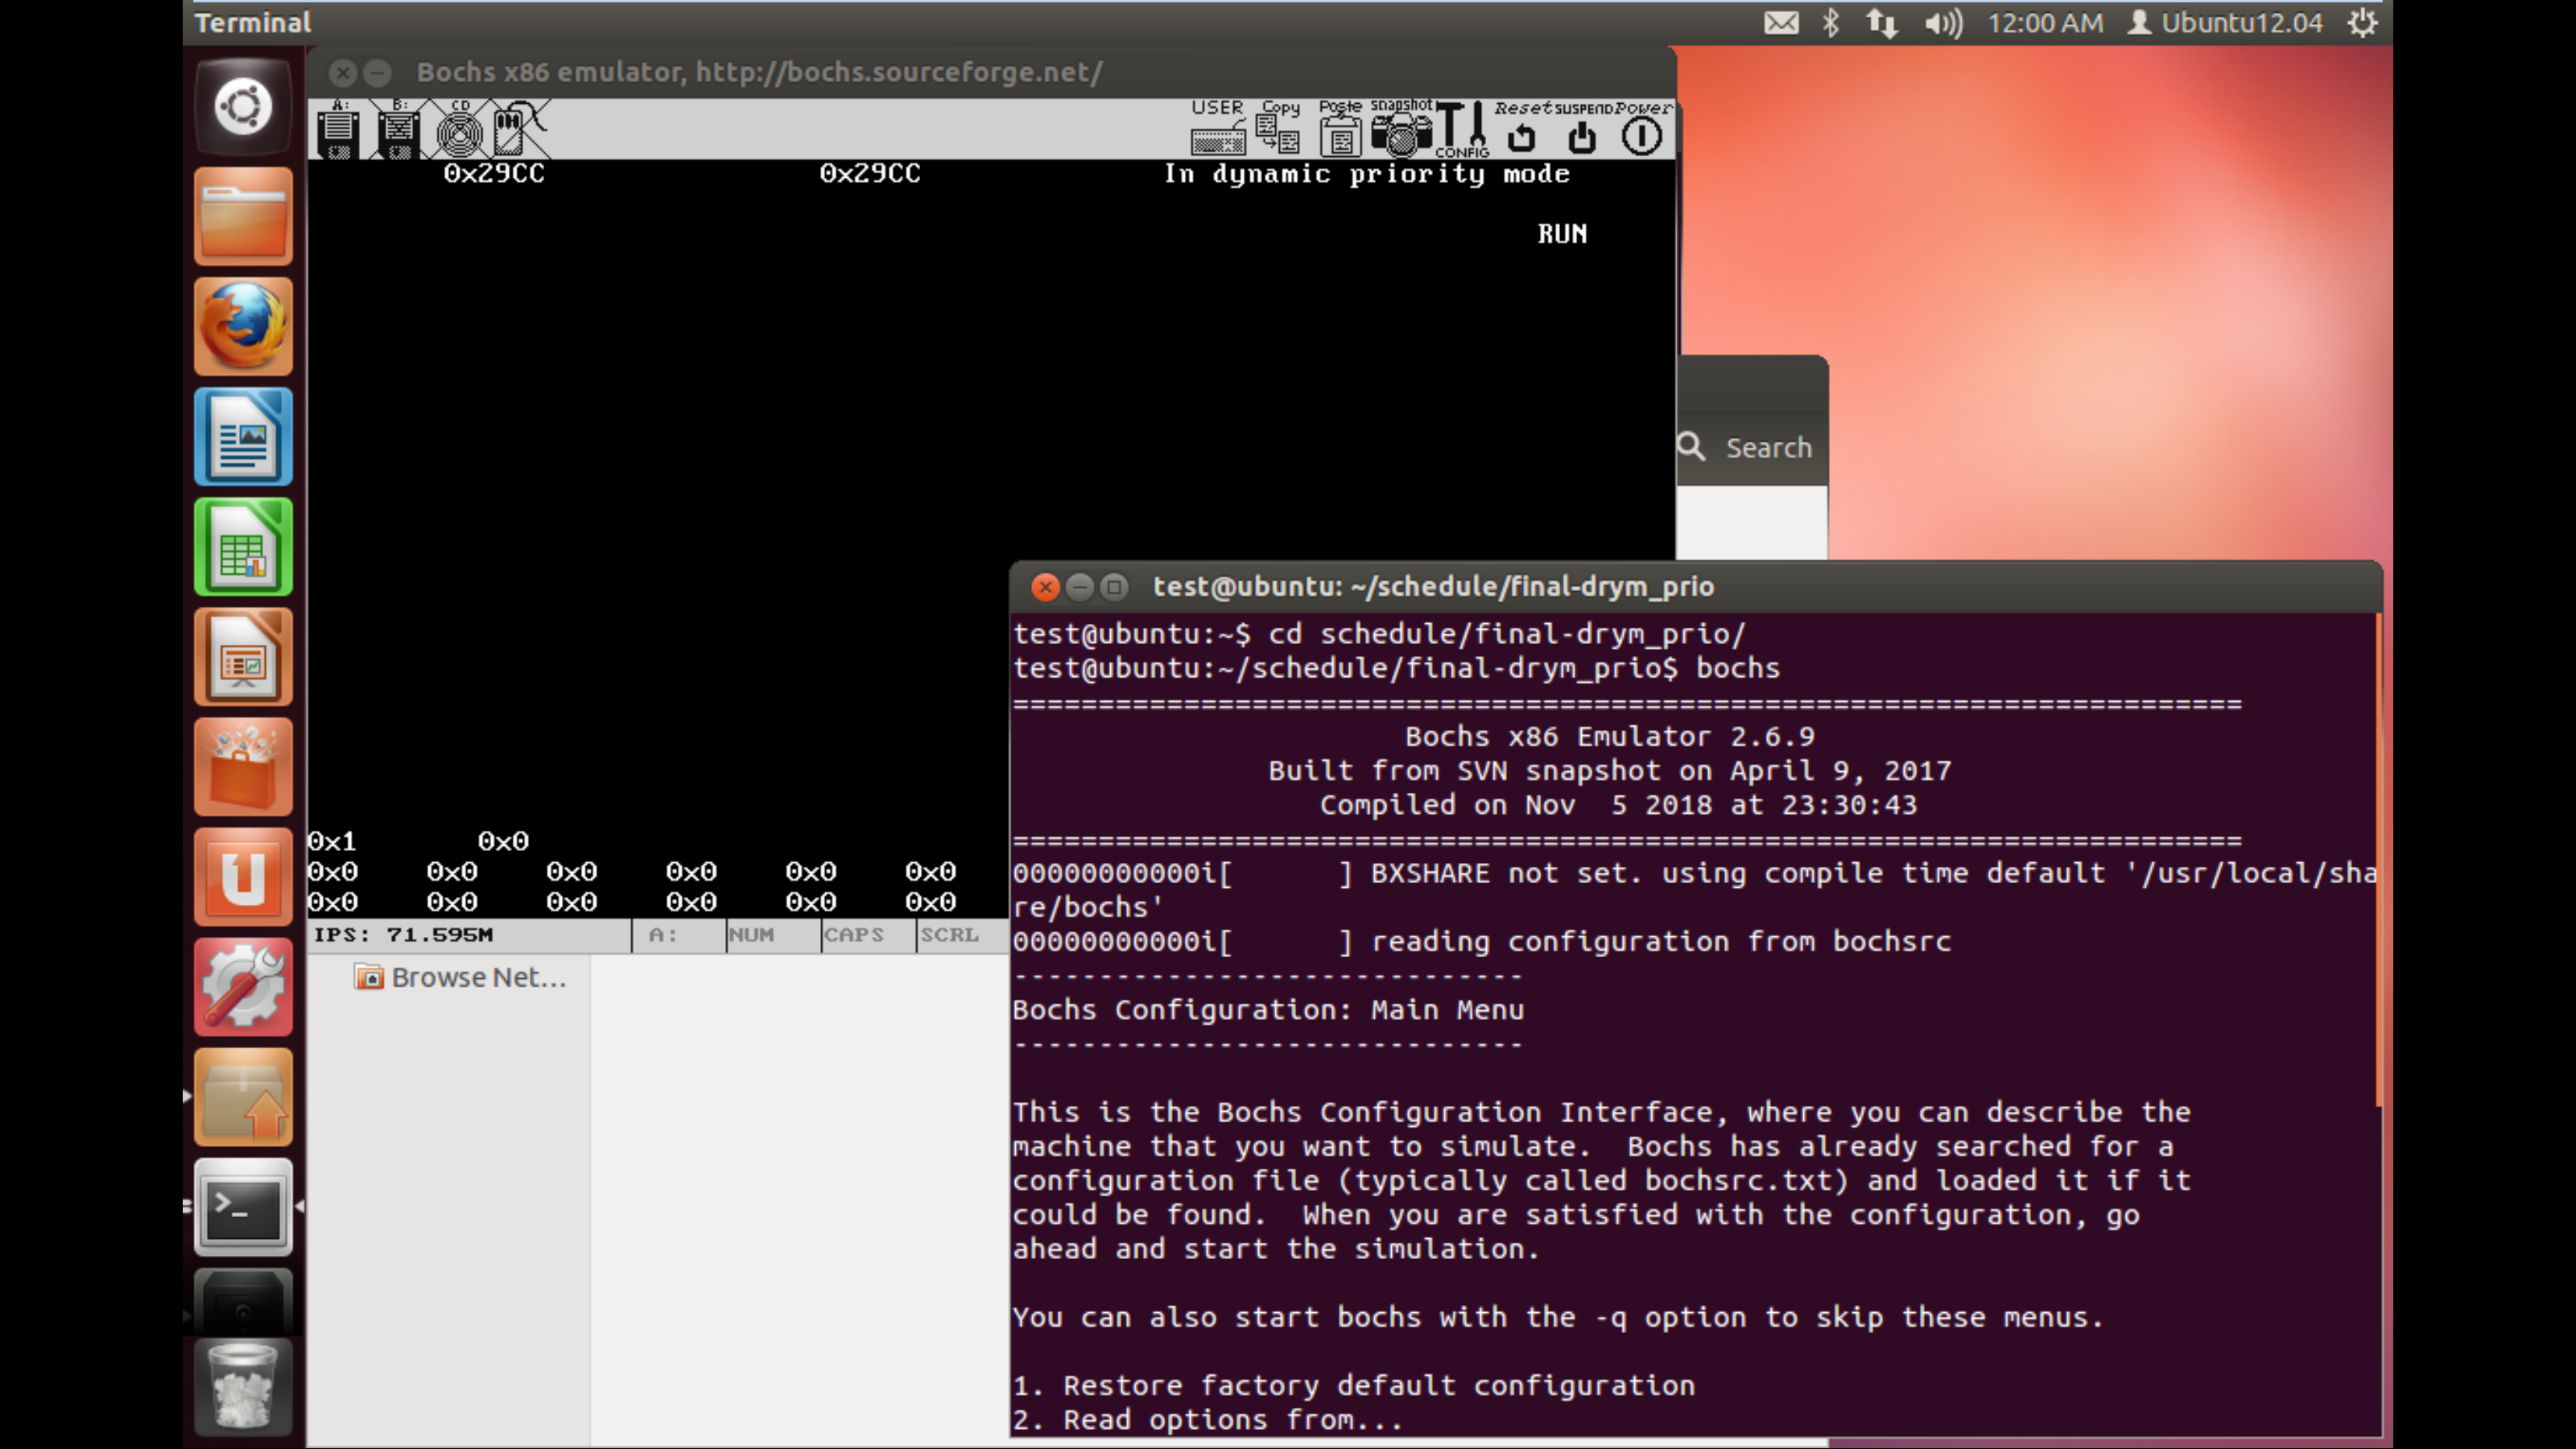 Terminal
12:00 AM
Ubuntu12.04
Bochs x86 emulator, http://bochs.sourceforge.net/
A: B: CD USER Copy Poste snapshot CONFIG Reset SUSPEND Power
0x29CC 0x29CC In dynamic priority mode
RUN
Search
0x1 0x0
0x0 0x0 0x0 0x0 0x0 0x0
0x0 0x0 0x0 0x0 0x0 0x0
IPS: 71.595M A: NUM CAPS SCRL
Browse Net...
test@ubuntu: ~/schedule/final-drym_prio
test@ubuntu:~$ cd schedule/final-drym_prio/
test@ubuntu:~/schedule/final-drym_prio$ bochs
========================================================================
Bochs x86 Emulator 2.6.9
Built from SVN snapshot on April 9, 2017
Compiled on Nov  5 2018 at 23:30:43
========================================================================
00000000000i[      ] BXSHARE not set. using compile time default '/usr/local/sha
re/bochs'
00000000000i[      ] reading configuration from bochsrc
------------------------------
Bochs Configuration: Main Menu
------------------------------
This is the Bochs Configuration Interface, where you can describe the
machine that you want to simulate.  Bochs has already searched for a
configuration file (typically called bochsrc.txt) and loaded it if it
could be found.  When you are satisfied with the configuration, go
ahead and start the simulation.
You can also start bochs with the -q option to skip these menus.
1. Restore factory default configuration
2. Read options from...